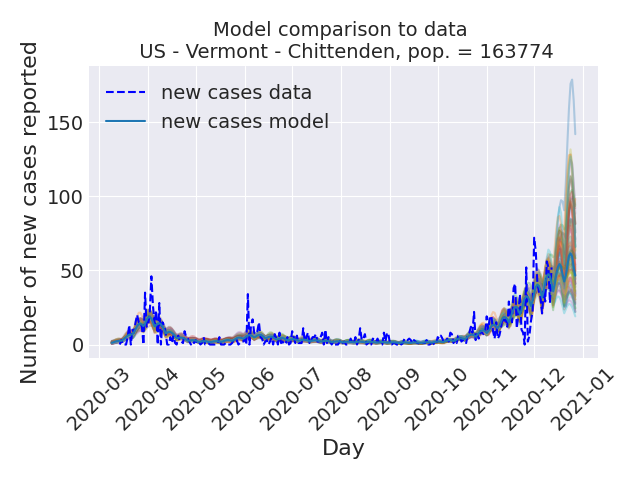 Model comparison to data
US - Vermont - Chittenden, pop. = 163774
Number of new cases reported
new cases data
new cases model
150
100
50
0
2020-03
2020-04
2020-05
2020-06
2020-07
2020-08
2020-09
2020-10
2020-11
2020-12
2021-01
Day